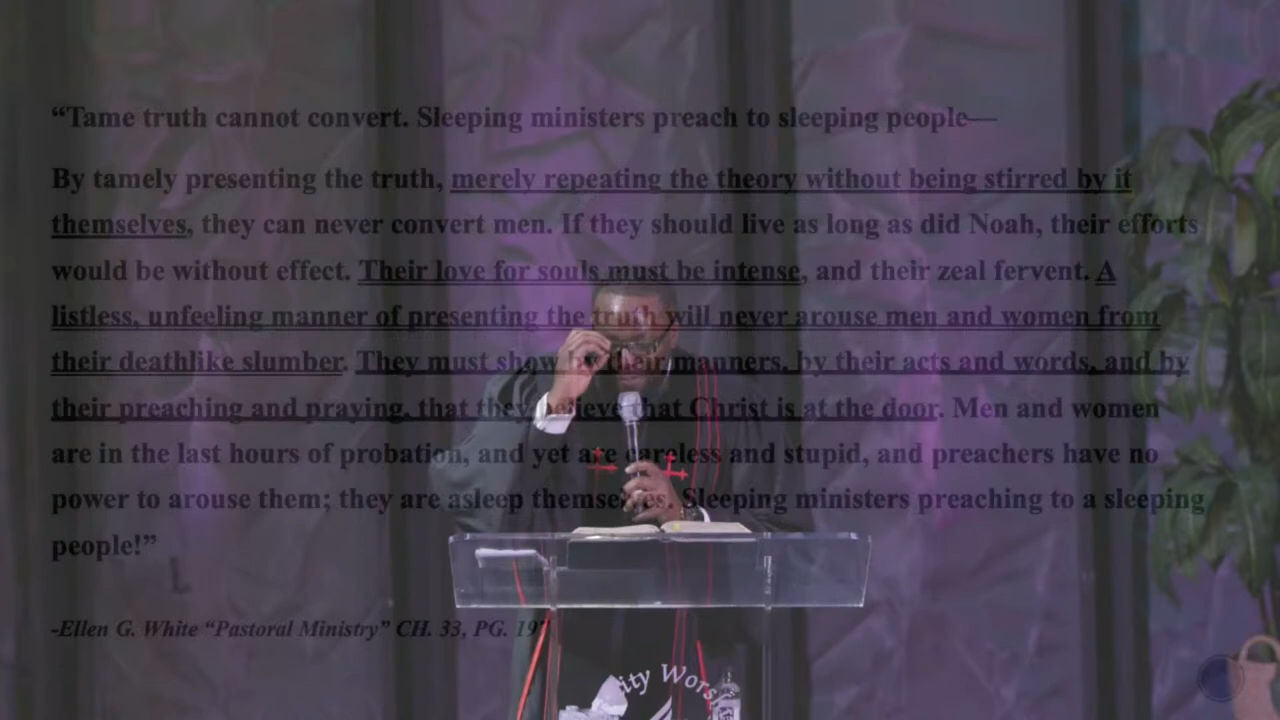 “Tame truth cannot convert. Sleeping ministers preach to sleeping people—
By tamely presenting the truth, merely repeating the theory without being stirred by it
themselves, they can never convert men. If they should live as long as did Noah, their efforts
would be without effect. Their love for souls must be intense, and their zeal fervent. A
listless, unfeeling manner of presenting the truth will never arouse men and women from
their deathlike slumber. They must show manners, by their acts and words, and by
their preaching and praying, that they believe that Christ is at the door. Men and women
are in the last hours of probation, and yet are careless and stupid, and preachers have no
power to arouse them; they are asleep themselves. Sleeping ministers preaching to a sleeping
people!”
-Ellen G. White “Pastoral Ministry” CH. 33, PG.